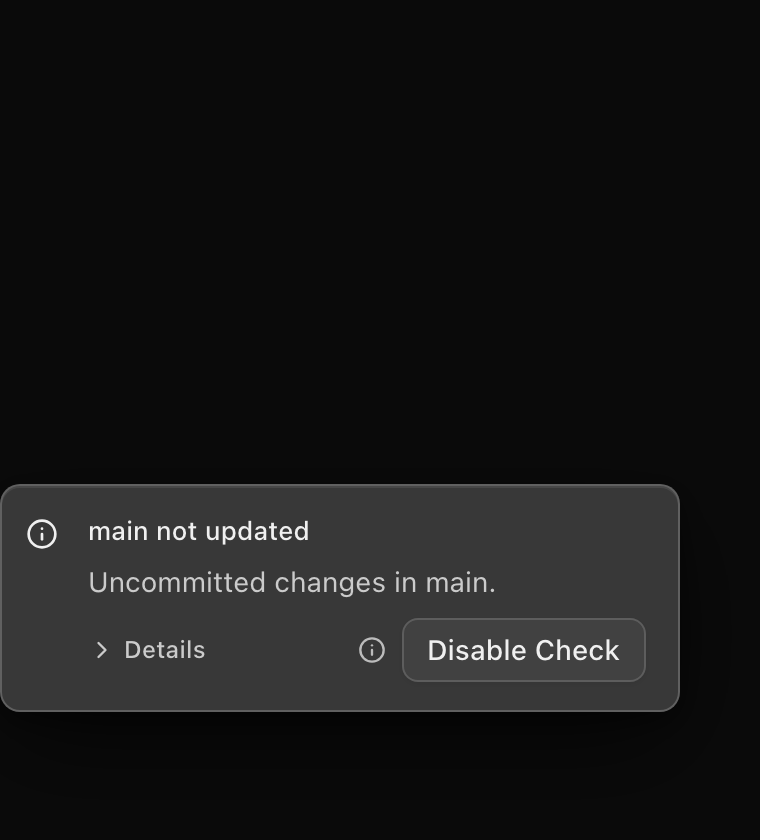 main not updated
Uncommitted changes in main.
Details
Disable Check